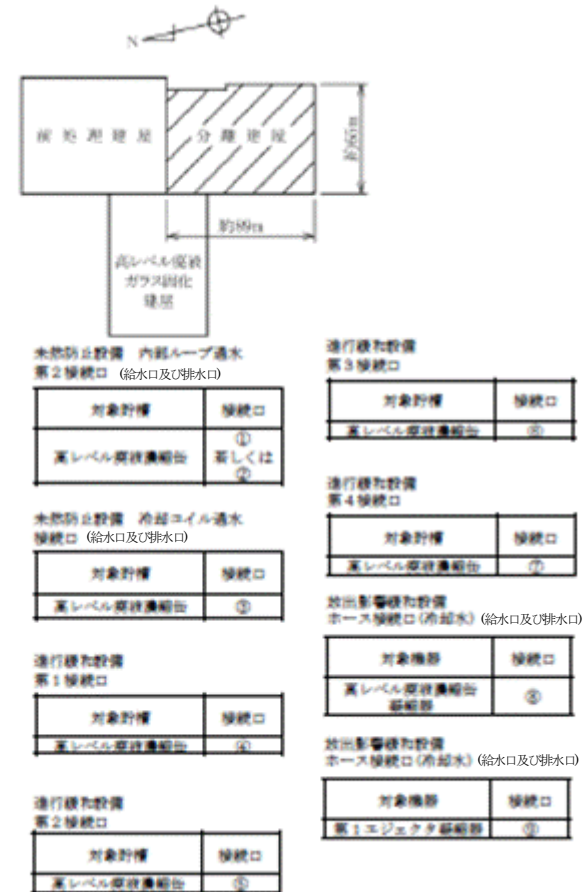 N
前処理建屋
分離建屋
約65m
約89m
高レベル廃液
ガラス固化
建屋
未然防止設備 内部ループ通水
第2接続口 (給水口及び排水口)
対象貯槽 接続口
高レベル廃液濃縮缶
①
若しくは
②
未然防止設備 冷却コイル通水
接続口 (給水口及び排水口)
対象貯槽 接続口
高レベル廃液濃縮缶 ③
進行緩和設備
第1接続口
対象貯槽 接続口
高レベル廃液濃縮缶 ④
進行緩和設備
第2接続口
対象貯槽 接続口
高レベル廃液濃縮缶 ⑤
進行緩和設備
第3接続口
対象貯槽 接続口
高レベル廃液濃縮缶 ⑥
進行緩和設備
第4接続口
対象貯槽 接続口
高レベル廃液濃縮缶 ⑦
放出影響緩和設備
ホース接続口(冷却水) (給水口及び排水口)
対象機器 接続口
高レベル廃液濃縮缶
凝縮器
⑧
放出影響緩和設備
ホース接続口(冷却水) (給水口及び排水口)
対象機器 接続口
第1エジェクタ凝縮器 ⑨